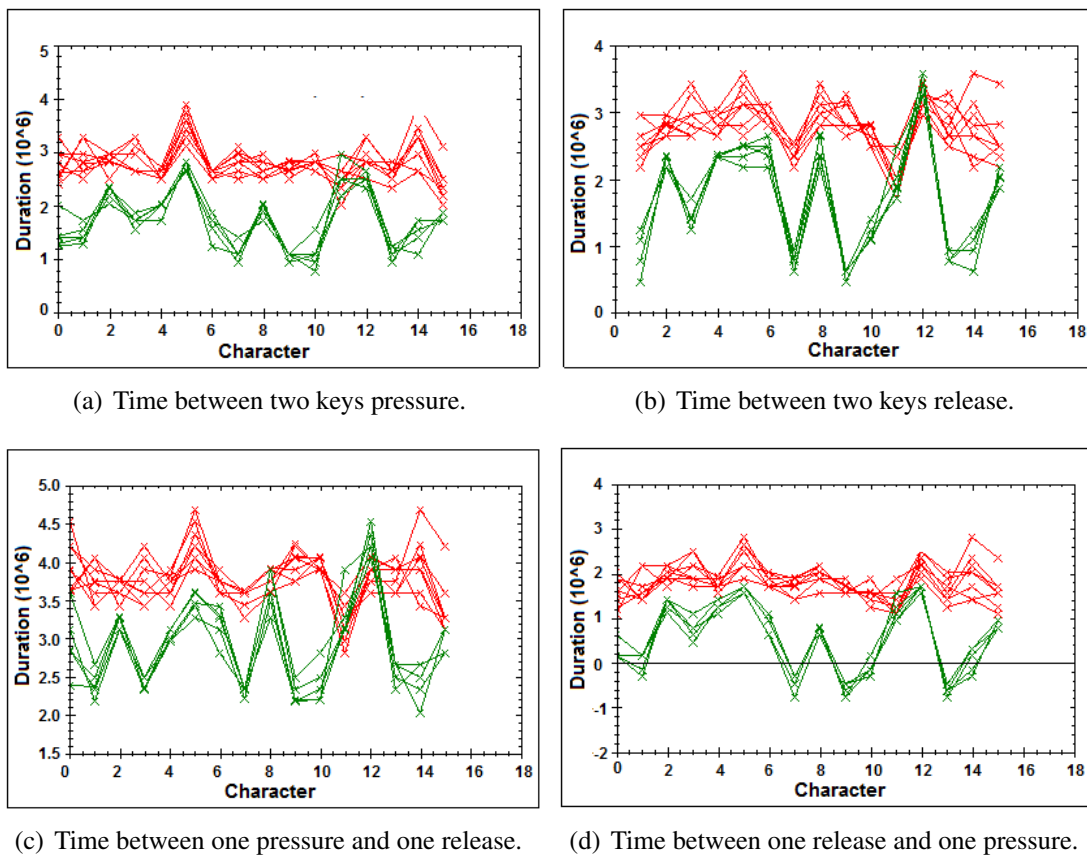 5
4
3
2
1
0
Duration (10^6)
0 2 4 6 8 10 12 14 16 18
Character
(a) Time between two keys pressure.
4
3
2
1
0
Duration (10^6)
0 2 4 6 8 10 12 14 16 18
Character
(b) Time between two keys release.
5.0
4.5
4.0
3.5
3.0
2.5
2.0
1.5
Duration (10^6)
0 2 4 6 8 10 12 14 16 18
Character
(c) Time between one pressure and one release.
4
3
2
1
0
-1
-2
Duration (10^6)
0 2 4 6 8 10 12 14 16 18
Character
(d) Time between one release and one pressure.